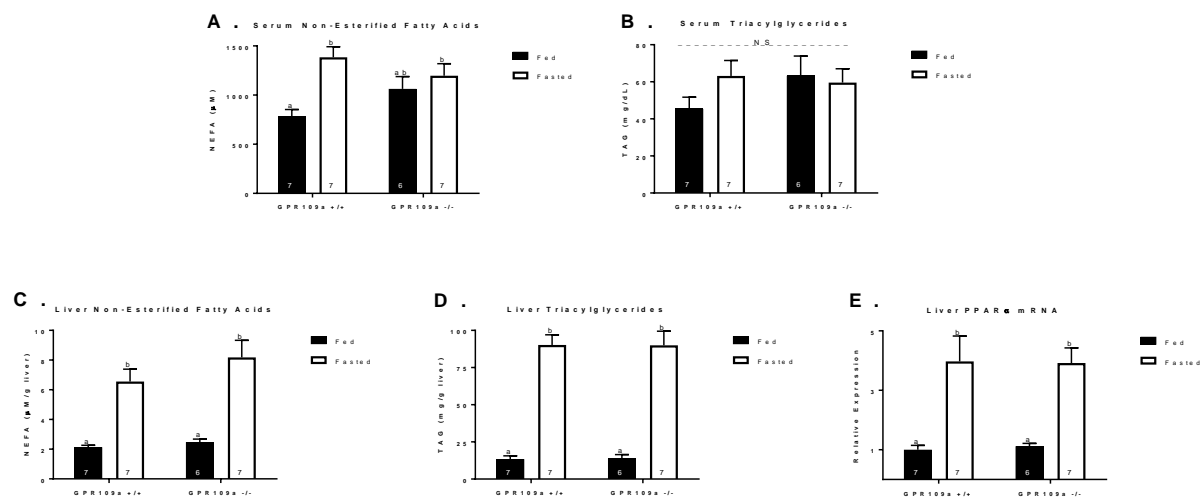 A .
Serum Non-Esterified Fatty Acids
NEFA (µM)
1500
1000
500
0
a
b
ab
b
7
7
6
7
GPR109a +/+
GPR109a -/-
Fed
Fasted
B .
Serum Triacylglycerides
TAG (mg/dL)
80
60
40
20
0
NS
7
7
6
7
GPR109a +/+
GPR109a -/-
Fed
Fasted
C .
Liver Non-Esterified Fatty Acids
NEFA (µM/g liver)
10
8
6
4
2
0
a
b
a
b
7
7
6
7
GPR109a +/+
GPR109a -/-
Fed
Fasted
D .
Liver Triacylglycerides
TAG (mg/g liver)
100
75
50
25
0
a
b
a
b
7
7
6
7
GPR109a +/+
GPR109a -/-
Fed
Fasted
E .
Liver PPARα mRNA
Relative Expression
5
3
1
a
b
a
b
7
7
6
7
GPR109a +/+
GPR109a -/-
Fed
Fasted